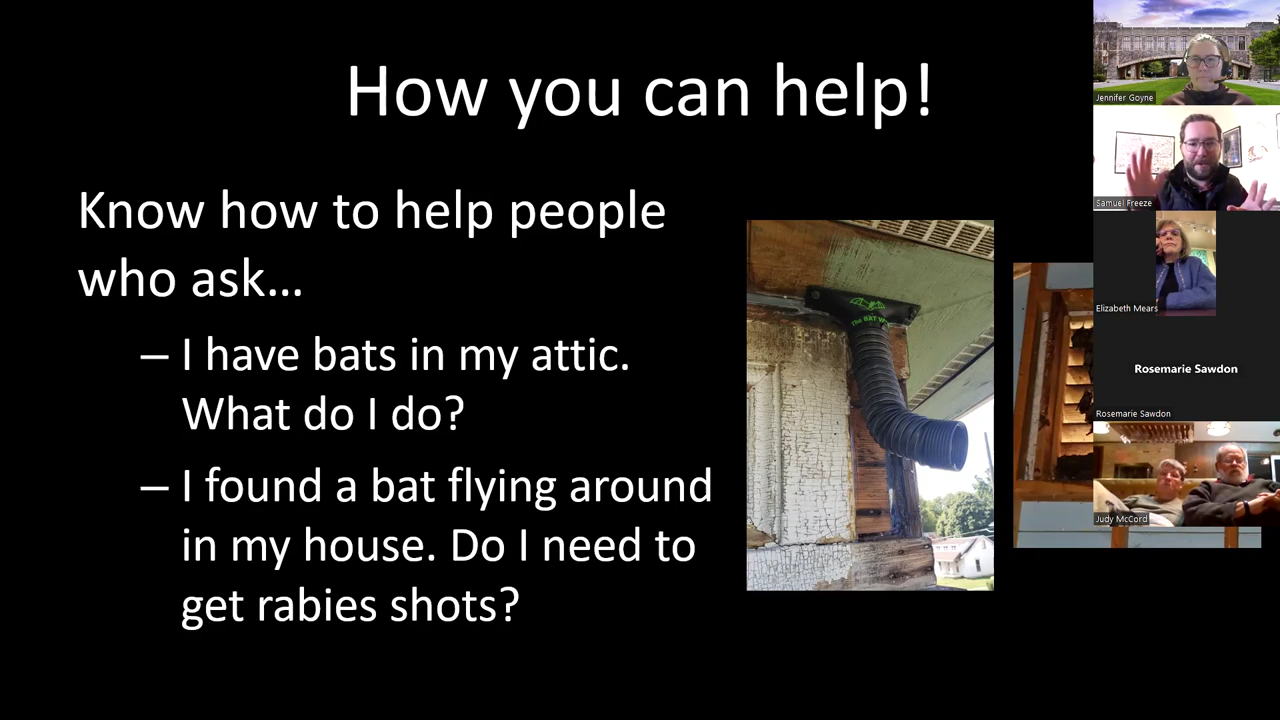 How you can help!
Know how to help people
who ask...
– I have bats in my attic.
What do I do?
– I found a bat flying around
in my house. Do I need to
get rabies shots?
The BAT
Jennifer Goyne
Samuel Freeze
Elizabeth Mears
Rosemarie Sawdon
Rosemarie Sawdon
Judy McCord